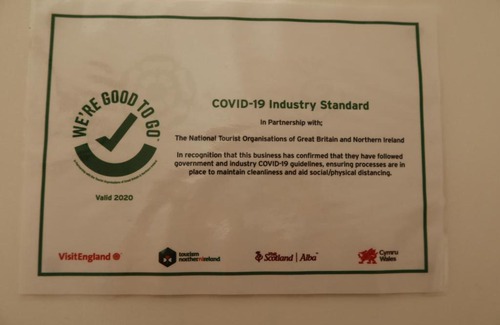 WE'RE GOOD TO GO
Valid 2020
COVID-19 Industry Standard
In Partnership with;
The National Tourist Organisations of Great Britain and Northern Ireland
In recognition that this business has confirmed that they have followed
government and industry COVID-19 guidelines, ensuring processes are in
place to maintain cleanliness and aid social/physical distancing.
VisitEngland
tourism
northernireland
Visit
Scotland | Alba™
Cymru
Wales